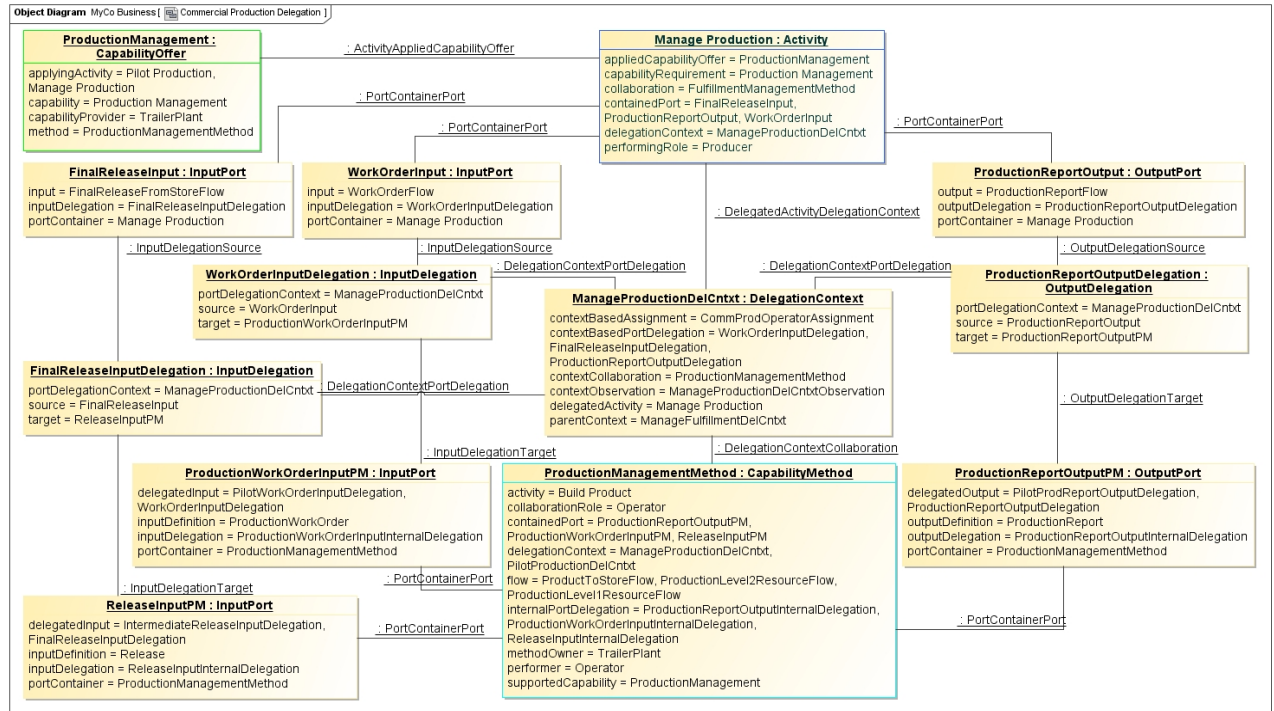 Object Diagram MyCo Business [ Commercial Production Delegation ]
ProductionManagement :
CapabilityOffer
applyingActivity = Pilot Production,
Manage Production
capability = Production Management
capabilityProvider = TrailerPlant
method = ProductionManagementMethod
: ActivityAppliedCapabilityOffer
Manage Production : Activity
appliedCapabilityOffer = ProductionManagement
capabilityRequirement = Production Management
collaboration = FulfillmentManagementMethod
containedPort = FinalReleaseInput,
ProductionReportOutput, WorkOrderInput
delegationContext = ManageProductionDelCntxt
performingRole = Producer
: PortContainerPort
: PortContainerPort
: PortContainerPort
FinalReleaseInput : InputPort
input = FinalReleaseFromStoreFlow
inputDelegation = FinalReleaseInputDelegation
portContainer = Manage Production
WorkOrderInput : InputPort
input = WorkOrderFlow
inputDelegation = WorkOrderInputDelegation
portContainer = Manage Production
ProductionReportOutput : OutputPort
output = ProductionReportFlow
outputDelegation = ProductionReportOutputDelegation
portContainer = Manage Production
: DelegatedActivityDelegationContext
: InputDelegationSource
: InputDelegationSource
: OutputDelegationSource
: DelegationContextPortDelegation
: DelegationContextPortDelegation
WorkOrderInputDelegation : InputDelegation
portDelegationContext = ManageProductionDelCntxt
source = WorkOrderInput
target = ProductionWorkOrderInputPM
ManageProductionDelCntxt : DelegationContext
contextBasedAssignment = CommProdOperatorAssignment
contextBasedPortDelegation = WorkOrderInputDelegation,
FinalReleaseInputDelegation,
ProductionReportOutputDelegation
contextCollaboration = ProductionManagementMethod
contextObservation = ManageProductionDelCntxtObservation
delegatedActivity = Manage Production
parentContext = ManageFulfillmentDelCntxt
ProductionReportOutputDelegation :
OutputDelegation
portDelegationContext = ManageProductionDelCntxt
source = ProductionReportOutput
target = ProductionReportOutputPM
FinalReleaseInputDelegation : InputDelegation
portDelegationContext = ManageProductionDelCntxt
source = FinalReleaseInput
target = ReleaseInputPM
: DelegationContextPortDelegation
: OutputDelegationTarget
: InputDelegationTarget
: DelegationContextCollaboration
ProductionWorkOrderInputPM : InputPort
delegatedInput = PilotWorkOrderInputDelegation,
WorkOrderInputDelegation
inputDefinition = ProductionWorkOrder
inputDelegation = ProductionWorkOrderInputInternalDelegation
portContainer = ProductionManagementMethod
ProductionManagementMethod : CapabilityMethod
activity = Build Product
collaborationRole = Operator
containedPort = ProductionReportOutputPM,
ProductionWorkOrderInputPM, ReleaseInputPM
delegationContext = ManageProductionDelCntxt,
PilotProductionDelCntxt
flow = ProductToStoreFlow, ProductionLevel2ResourceFlow,
ProductionLevel1ResourceFlow
internalPortDelegation = ProductionReportOutputInternalDelegation,
ProductionWorkOrderInputInternalDelegation,
ReleaseInputInternalDelegation
methodOwner = TrailerPlant
performer = Operator
supportedCapability = ProductionManagement
ProductionReportOutputPM : OutputPort
delegatedOutput = PilotProdReportOutputDelegation,
ProductionReportOutputDelegation
outputDefinition = ProductionReport
outputDelegation = ProductionReportOutputInternalDelegation
portContainer = ProductionManagementMethod
: InputDelegationTarget
: PortContainerPort
ReleaseInputPM : InputPort
delegatedInput = IntermediateReleaseInputDelegation,
FinalReleaseInputDelegation
inputDefinition = Release
inputDelegation = ReleaseInputInternalDelegation
portContainer = ProductionManagementMethod
: PortContainerPort
: PortContainerPort